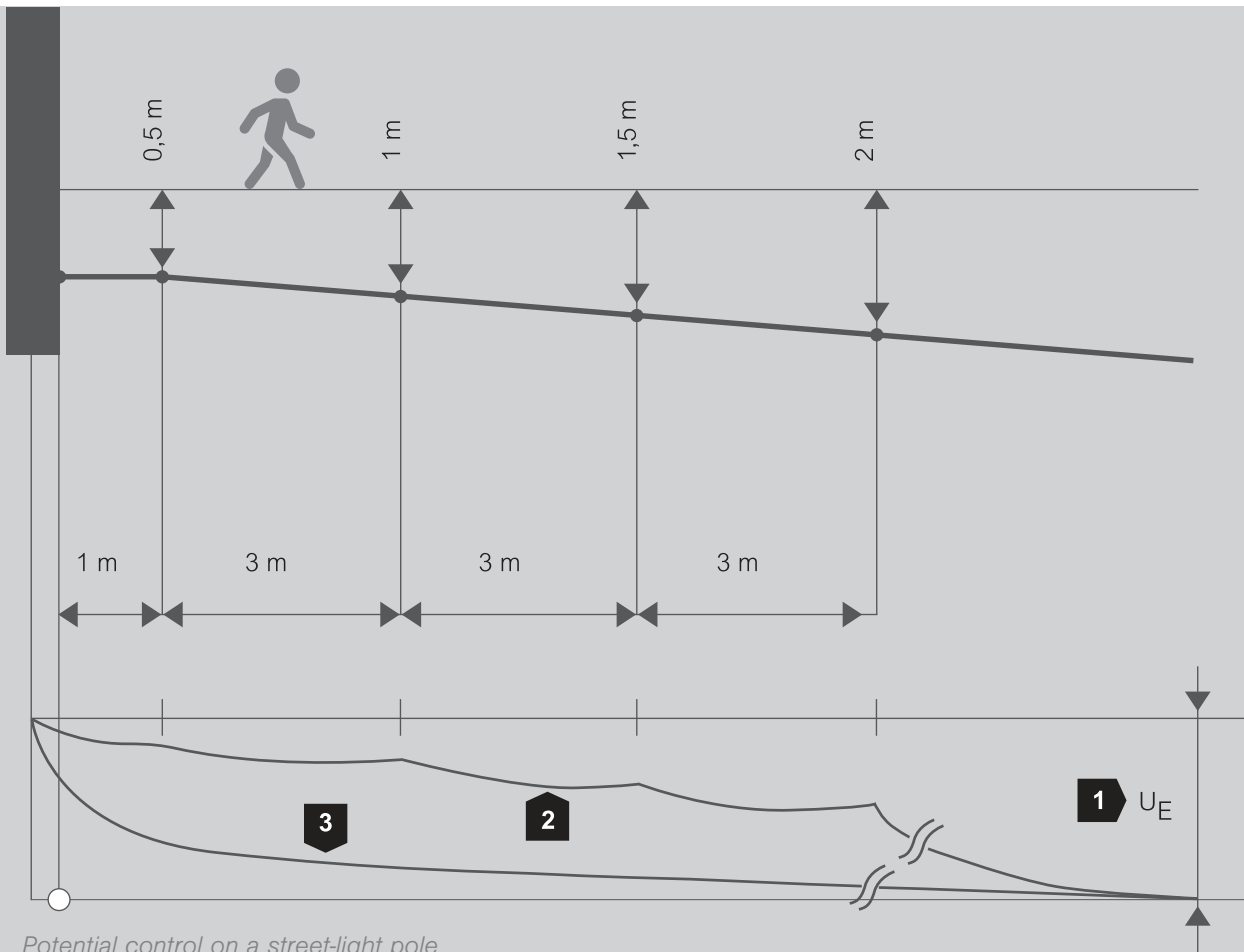 0,5 m
1 m
1,5 m
2 m
1 m
3 m
3 m
3 m
1 UE
2
3
Potential control on a street-light pole